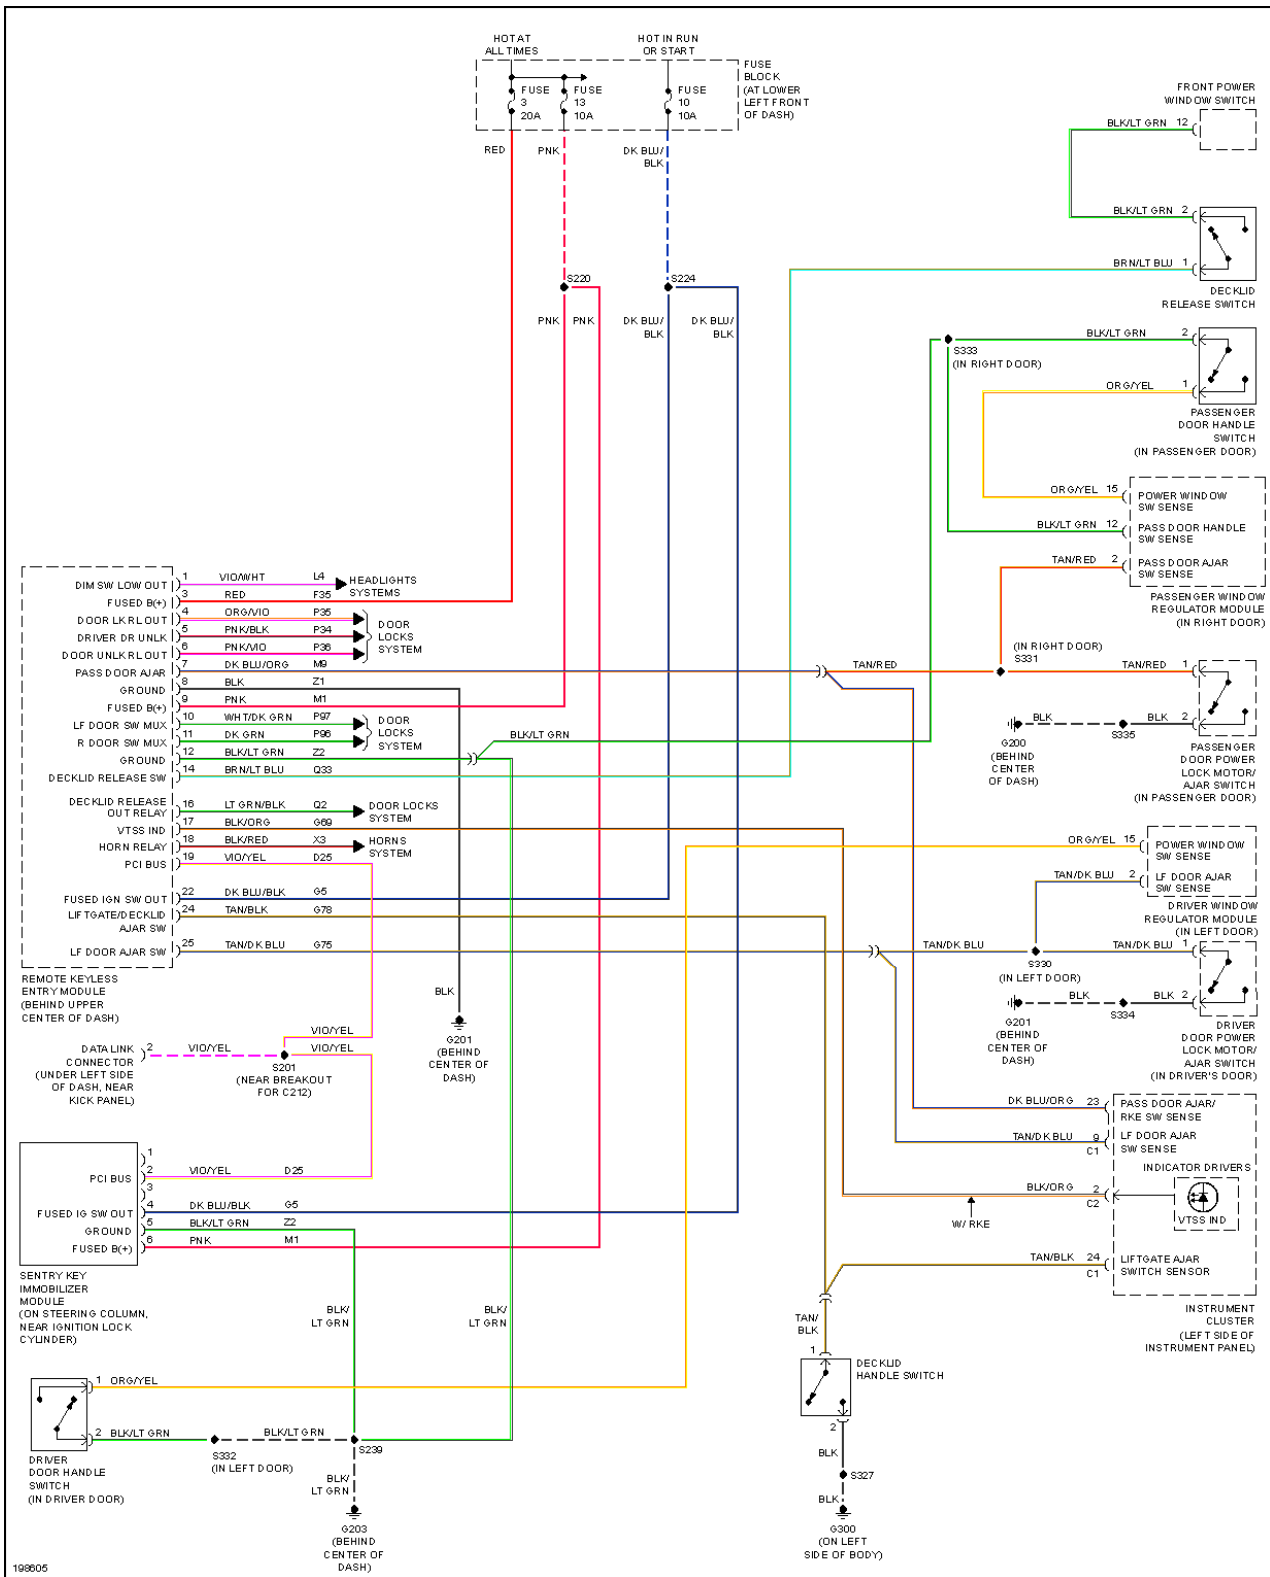 HOT AT
ALL TIMES
HOT IN RUN
OR START
FUSE
3
20A
FUSE
13
10A
FUSE
10
10A
FUSE
BLOCK
(AT LOWER
LEFT FRONT
OF DASH)
RED
PNK
DK BLU/
BLK
S220
S224
PNK
PNK
DK BLU/
BLK
DK BLU/
BLK
FRONT POWER
WINDOW SWITCH
BLK/LT GRN 12
BLK/LT GRN 2
BRN/LT BLU 1
DECKLID
RELEASE SWITCH
BLK/LT GRN 2
S333
(IN RIGHT DOOR)
ORG/YEL 1
PASSENGER
DOOR HANDLE
SWITCH
(IN PASSENGER DOOR)
ORG/YEL 15
POWER WINDOW
SW SENSE
BLK/LT GRN 12
PASS DOOR HANDLE
SW SENSE
TAN/RED 2
PASS DOOR AJAR
SW SENSE
PASSENGER WINDOW
REGULATOR MODULE
(IN RIGHT DOOR)
DIM SW LOW OUT 1 VIO/WHT L4 HEADLIGHTS
SYSTEMS
FUSED B(+) 3 RED F35
DOOR LK RL OUT 4 ORG/VIO P35
DRIVER DR UNLK 5 PNK/BLK P34
DOOR UNLK RL OUT 6 PNK/VIO P36
DOOR
LOCKS
SYSTEM
PASS DOOR AJAR 7 DK BLU/ORG M9
GROUND 8 BLK Z1
FUSED B(+) 9 PNK M1
LF DOOR SW MUX 10 WHT/DK GRN P97
R DOOR SW MUX 11 DK GRN P96
DOOR
LOCKS
SYSTEM
GROUND 12 BLK/LT GRN Z2
DECKLID RELEASE SW 14 BRN/LT BLU Q33
DECKLID RELEASE
OUT RELAY 16 LT GRN/BLK Q2 DOOR LOCKS
SYSTEM
VTSS IND 17 BLK/ORG G69
HORN RELAY 18 BLK/RED X3 HORNS
SYSTEM
PCI BUS 19 VIO/YEL D25
FUSED IGN SW OUT 22 DK BLU/BLK G5
LIFTGATE/DECKLID
AJAR SW 24 TAN/BLK G78
LF DOOR AJAR SW 25 TAN/DK BLU G75
REMOTE KEYLESS
ENTRY MODULE
(BEHIND UPPER
CENTER OF DASH)
BLK/LT GRN
TAN/RED
(IN RIGHT DOOR)
S331
TAN/RED 1
BLK
S335
BLK 2
G200
(BEHIND
CENTER
OF DASH)
PASSENGER
DOOR POWER
LOCK MOTOR/
AJAR SWITCH
(IN PASSENGER DOOR)
ORG/YEL 15
POWER WINDOW
SW SENSE
TAN/DK BLU 2
LF DOOR AJAR
SW SENSE
DRIVER WINDOW
REGULATOR MODULE
(IN LEFT DOOR)
TAN/DK BLU
S330
(IN LEFT DOOR)
TAN/DK BLU 1
BLK
S334
BLK 2
G201
(BEHIND
CENTER OF
DASH)
DRIVER
DOOR POWER
LOCK MOTOR/
AJAR SWITCH
(IN DRIVER'S DOOR)
BLK
G201
(BEHIND
CENTER OF
DASH)
VIO/YEL
DATA LINK
CONNECTOR
(UNDER LEFT SIDE
OF DASH, NEAR
KICK PANEL)
2 VIO/YEL
VIO/YEL
S201
(NEAR BREAKOUT
FOR C212)
DK BLU/ORG 23
PASS DOOR AJAR/
RKE SW SENSE
TAN/DK BLU 9
C1
LF DOOR AJAR
SW SENSE
INDICATOR DRIVERS
BLK/ORG 2
C2
VTSS IND
W/ RKE
TAN/BLK 24
C1
LIFTGATE AJAR
SWITCH SENSOR
INSTRUMENT
CLUSTER
(LEFT SIDE OF
INSTRUMENT PANEL)
1
PCI BUS 2 VIO/YEL D25
3
FUSED IG SW OUT 4 DK BLU/BLK G5
GROUND 5 BLK/LT GRN Z2
FUSED B(+) 6 PNK M1
SENTRY KEY
IMMOBILIZER
MODULE
(ON STEERING COLUMN,
NEAR IGNITION LOCK
CYLINDER)
BLK/
LT GRN
BLK/
LT GRN
TAN/
BLK
1
DECKLID
HANDLE SWITCH
2
BLK
S327
BLK
G300
(ON LEFT
SIDE OF BODY)
1 ORG/YEL
2 BLK/LT GRN
S332
(IN LEFT DOOR)
BLK/LT GRN
S239
DRIVER
DOOR HANDLE
SWITCH
(IN DRIVER DOOR)
BLK/
LT GRN
G203
(BEHIND
CENTER OF
DASH)
198605